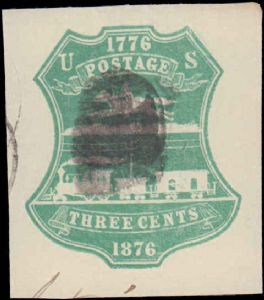 1776
U POSTAGE S
THREE CENTS
1876